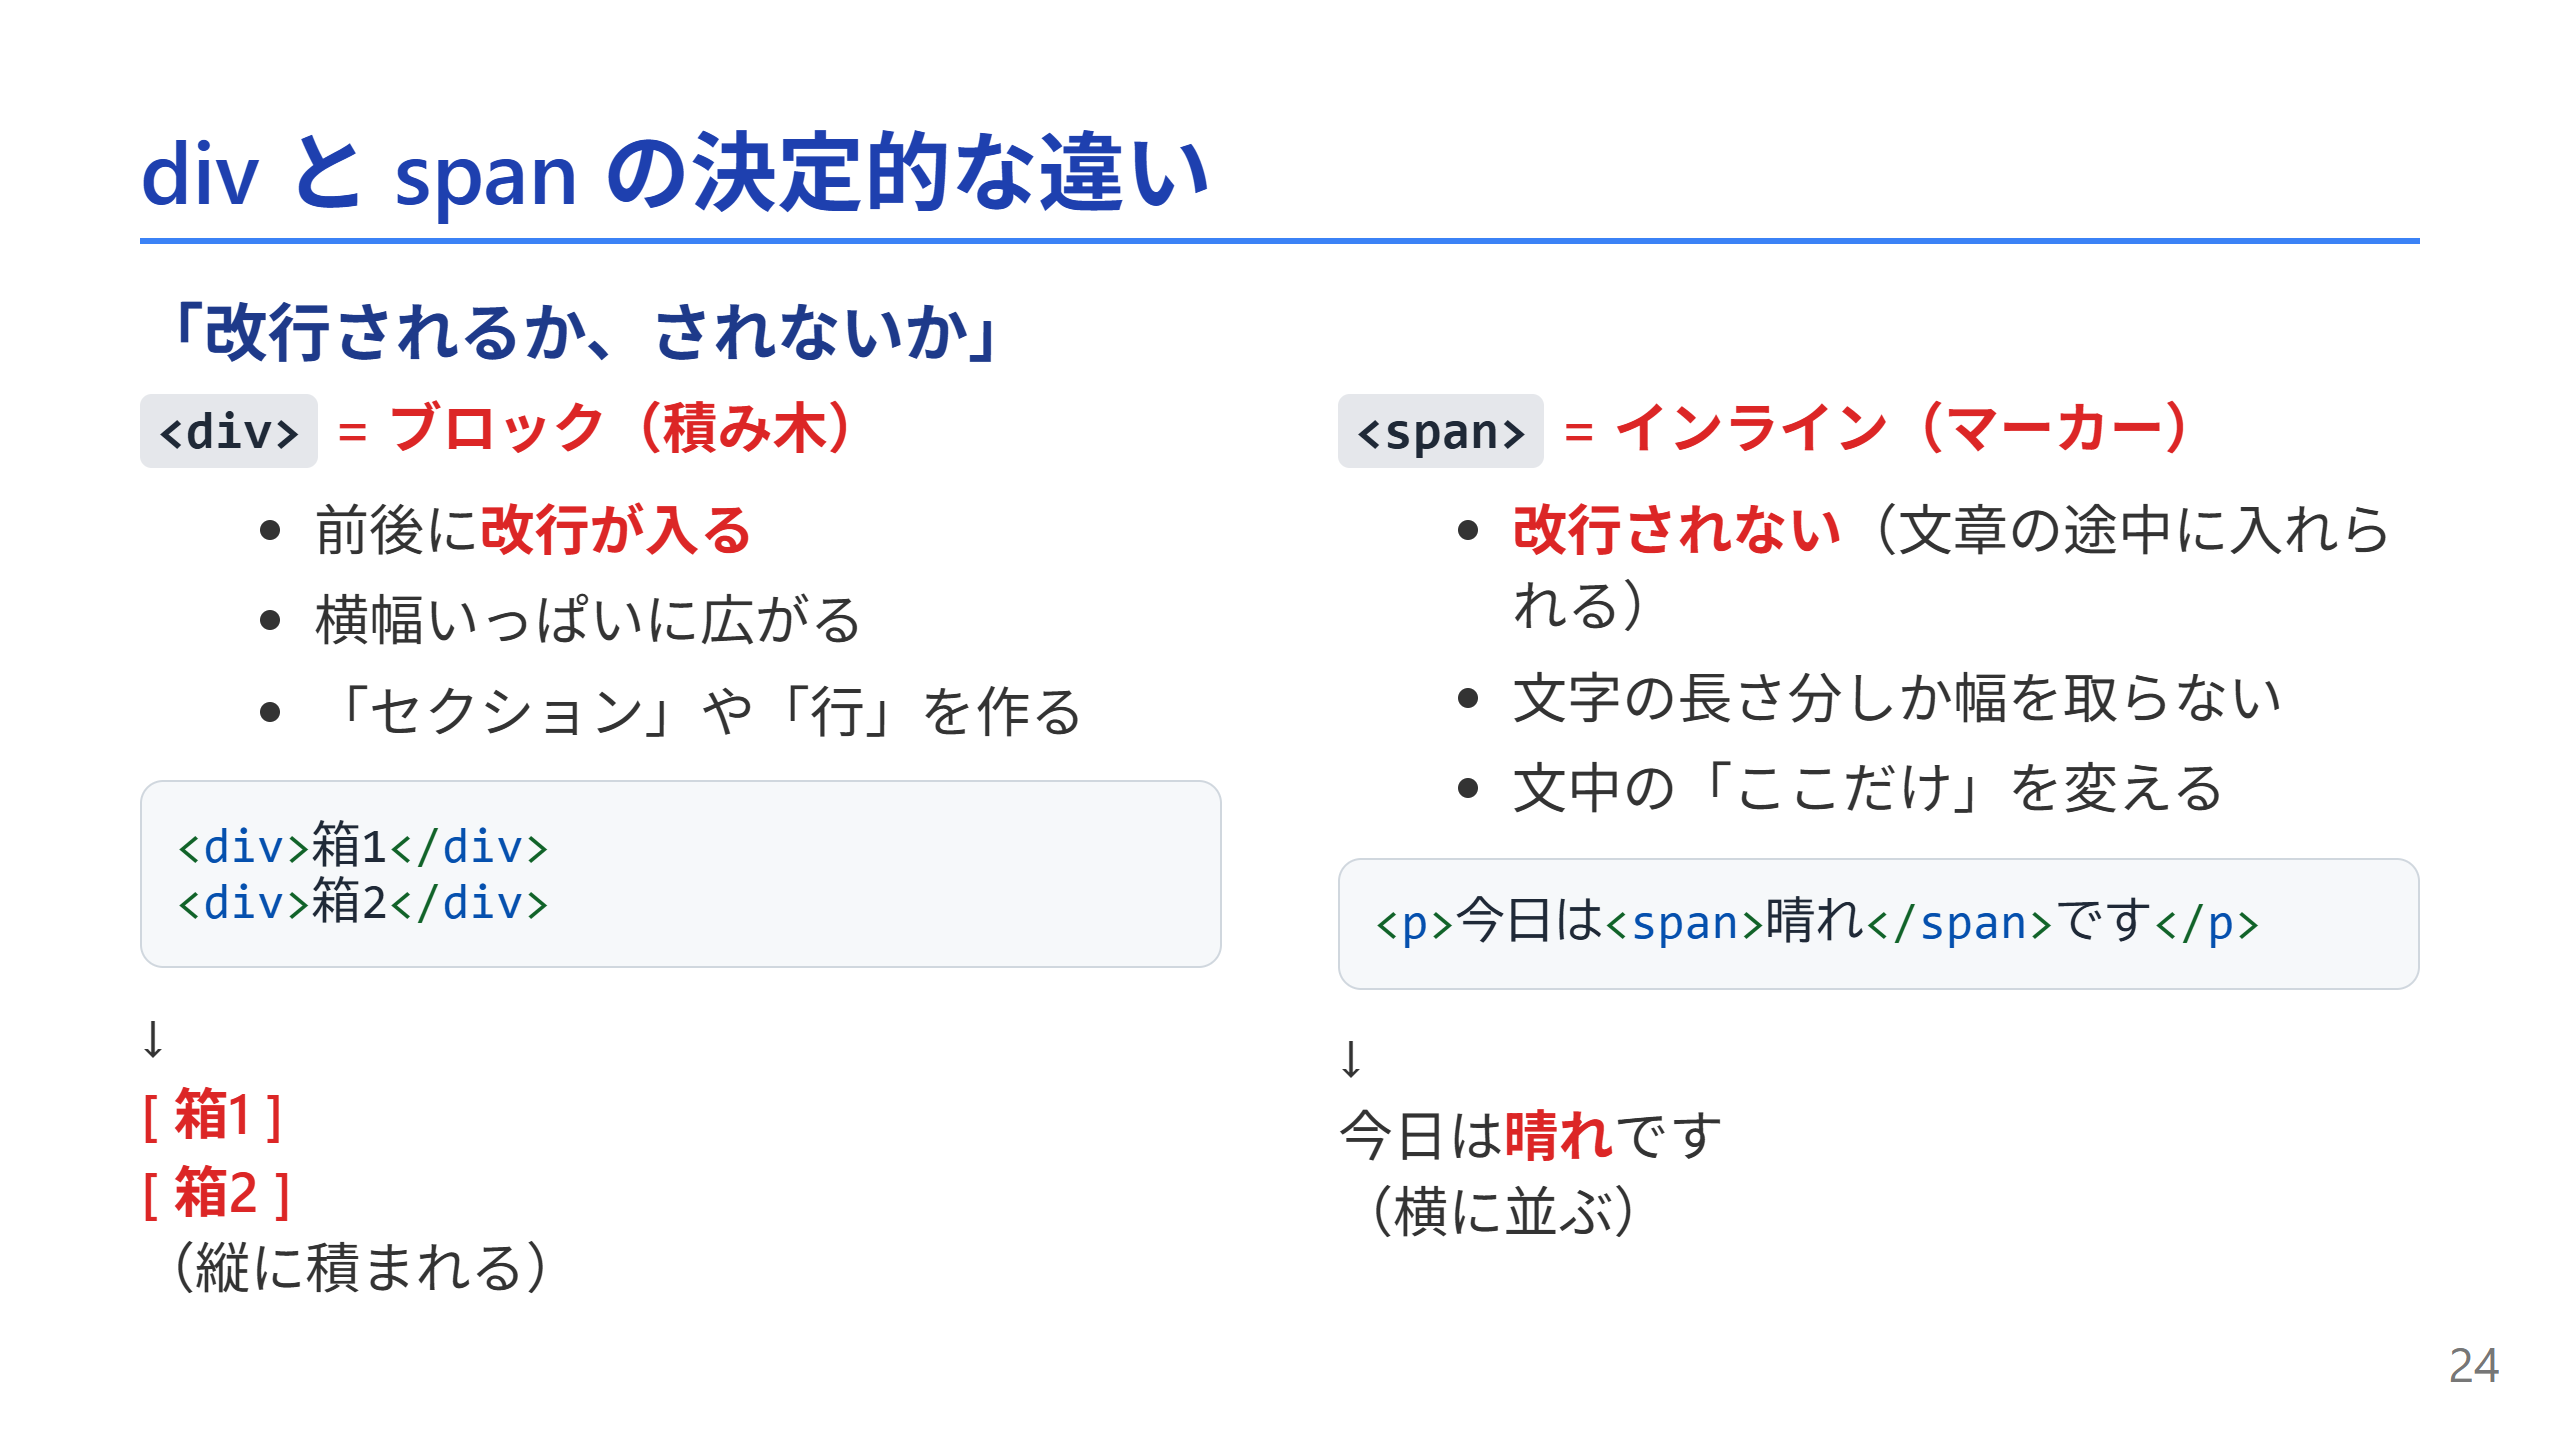 div と span の決定的な違い
「改行されるか、されないか」
<div> = ブロック（積み木）
• 前後に改行が入る
• 横幅いっぱいに広がる
• 「セクション」や「行」を作る
<div>箱1</div>
<div>箱2</div>
↓
[ 箱1 ]
[ 箱2 ]
（縦に積まれる）
<span> = インライン（マーカー）
• 改行されない（文章の途中に入れら
れる）
• 文字の長さ分しか幅を取らない
• 文中の「ここだけ」を変える
<p>今日は<span>晴れ</span>です</p>
↓
今日は晴れです
（横に並ぶ）
24